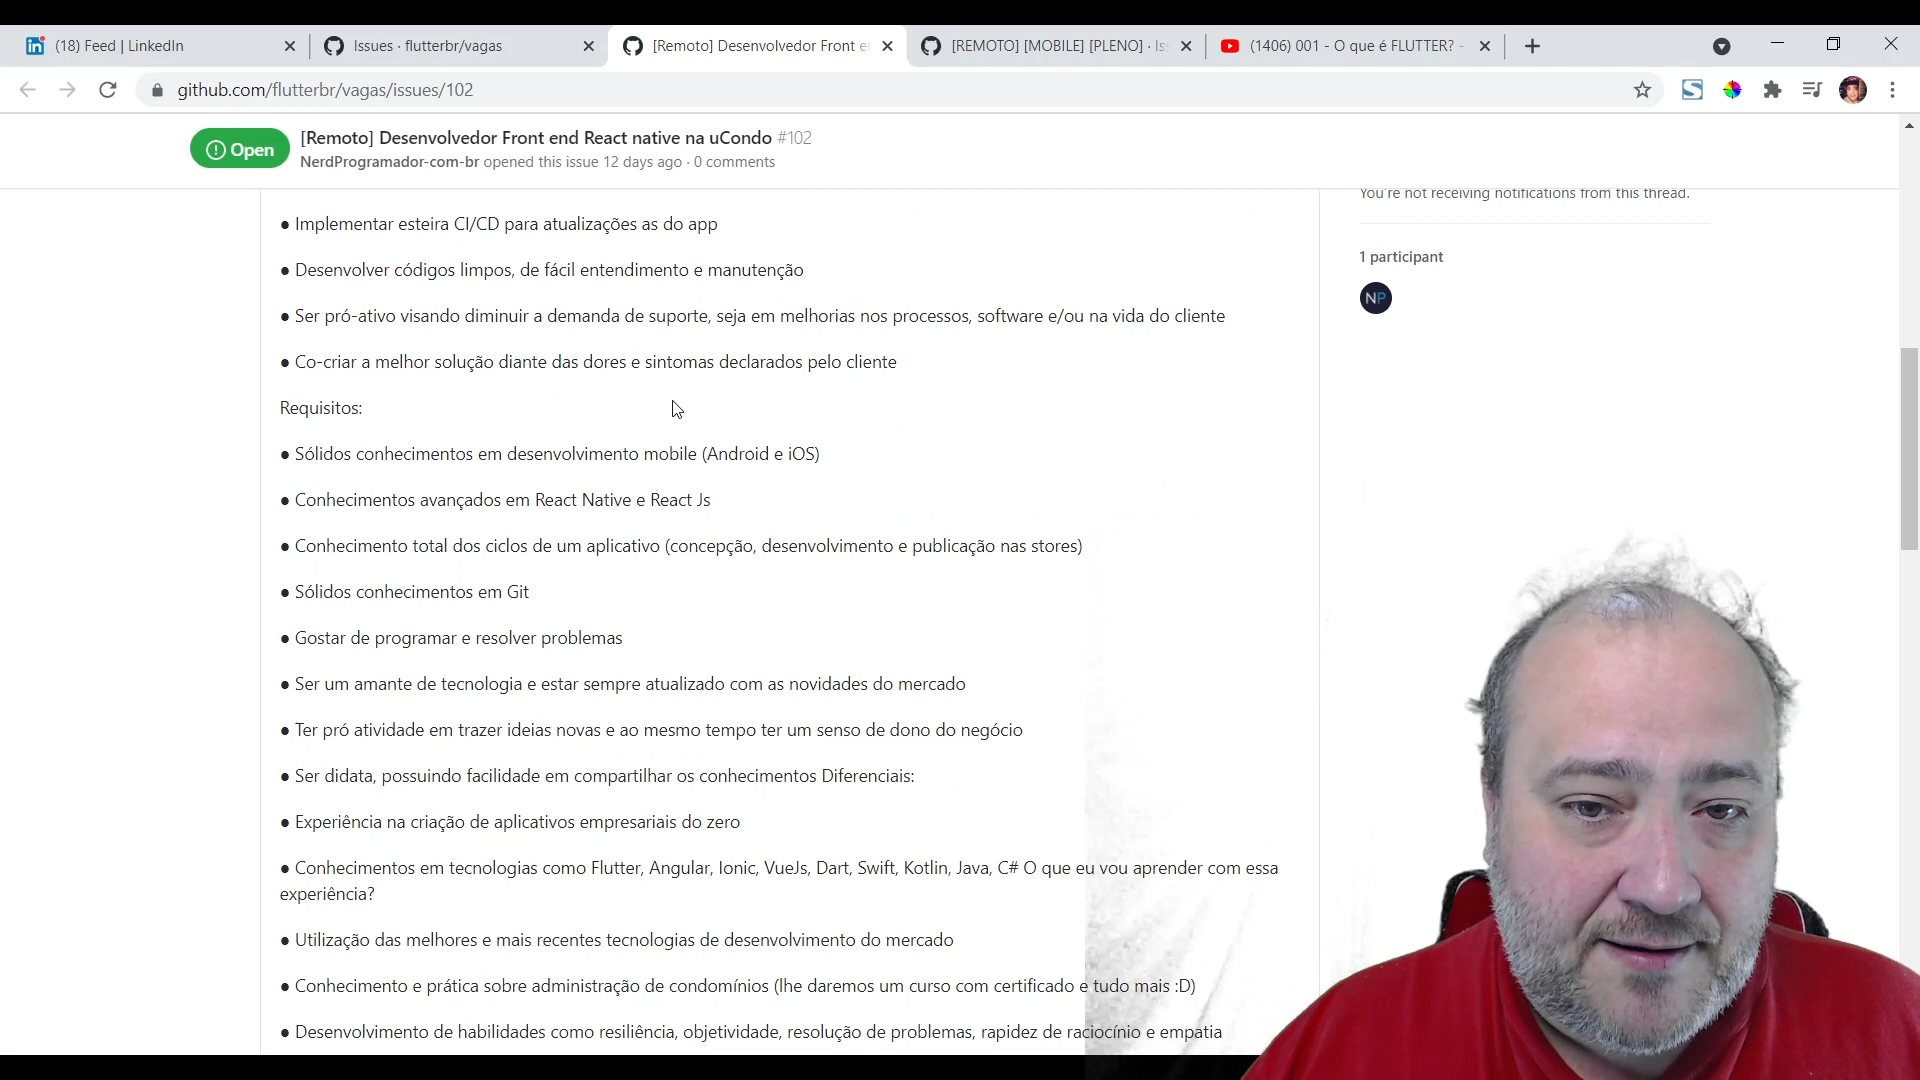 (18) Feed | LinkedIn
Issues · flutterbr/vagas
[Remoto] Desenvolvedor Front e
[REMOTO] [MOBILE] [PLENO] · Is
(1406) 001 - O que é FLUTTER? -
github.com/flutterbr/vagas/issues/102
Open
[Remoto] Desenvolvedor Front end React native na uCondo #102
NerdProgramador-com-br opened this issue 12 days ago · 0 comments
You're not receiving notifications from this thread.
1 participant
NP
● Implementar esteira CI/CD para atualizações as do app
● Desenvolver códigos limpos, de fácil entendimento e manutenção
● Ser pró-ativo visando diminuir a demanda de suporte, seja em melhorias nos processos, software e/ou na vida do cliente
● Co-criar a melhor solução diante das dores e sintomas declarados pelo cliente
Requisitos:
● Sólidos conhecimentos em desenvolvimento mobile (Android e iOS)
● Conhecimentos avançados em React Native e React Js
● Conhecimento total dos ciclos de um aplicativo (concepção, desenvolvimento e publicação nas stores)
● Sólidos conhecimentos em Git
● Gostar de programar e resolver problemas
● Ser um amante de tecnologia e estar sempre atualizado com as novidades do mercado
● Ter pró atividade em trazer ideias novas e ao mesmo tempo ter um senso de dono do negócio
● Ser didata, possuindo facilidade em compartilhar os conhecimentos Diferenciais:
● Experiência na criação de aplicativos empresariais do zero
● Conhecimentos em tecnologias como Flutter, Angular, Ionic, VueJs, Dart, Swift, Kotlin, Java, C# O que eu vou aprender com essa
experiência?
● Utilização das melhores e mais recentes tecnologias de desenvolvimento do mercado
● Conhecimento e prática sobre administração de condomínios (lhe daremos um curso com certificado e tudo mais :D)
● Desenvolvimento de habilidades como resiliência, objetividade, resolução de problemas, rapidez de raciocínio e empatia